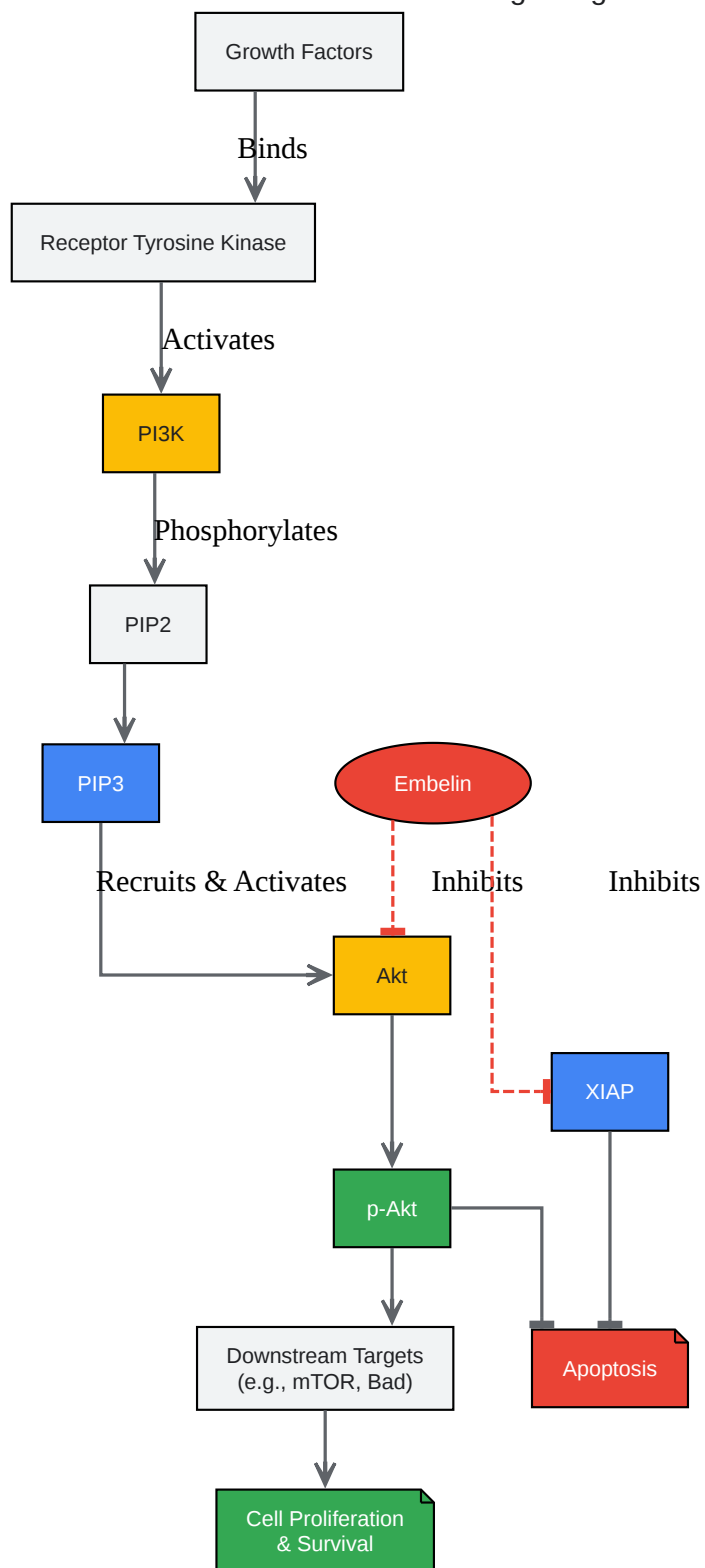 Growth Factors
Binds
Receptor Tyrosine Kinase
Activates
PI3K
Phosphorylates
PIP2
PIP3
Embelin
Recruits & Activates
Inhibits
Inhibits
Akt
XIAP
p-Akt
Downstream Targets
(e.g., mTOR, Bad)
Apoptosis
Cell Proliferation
& Survival